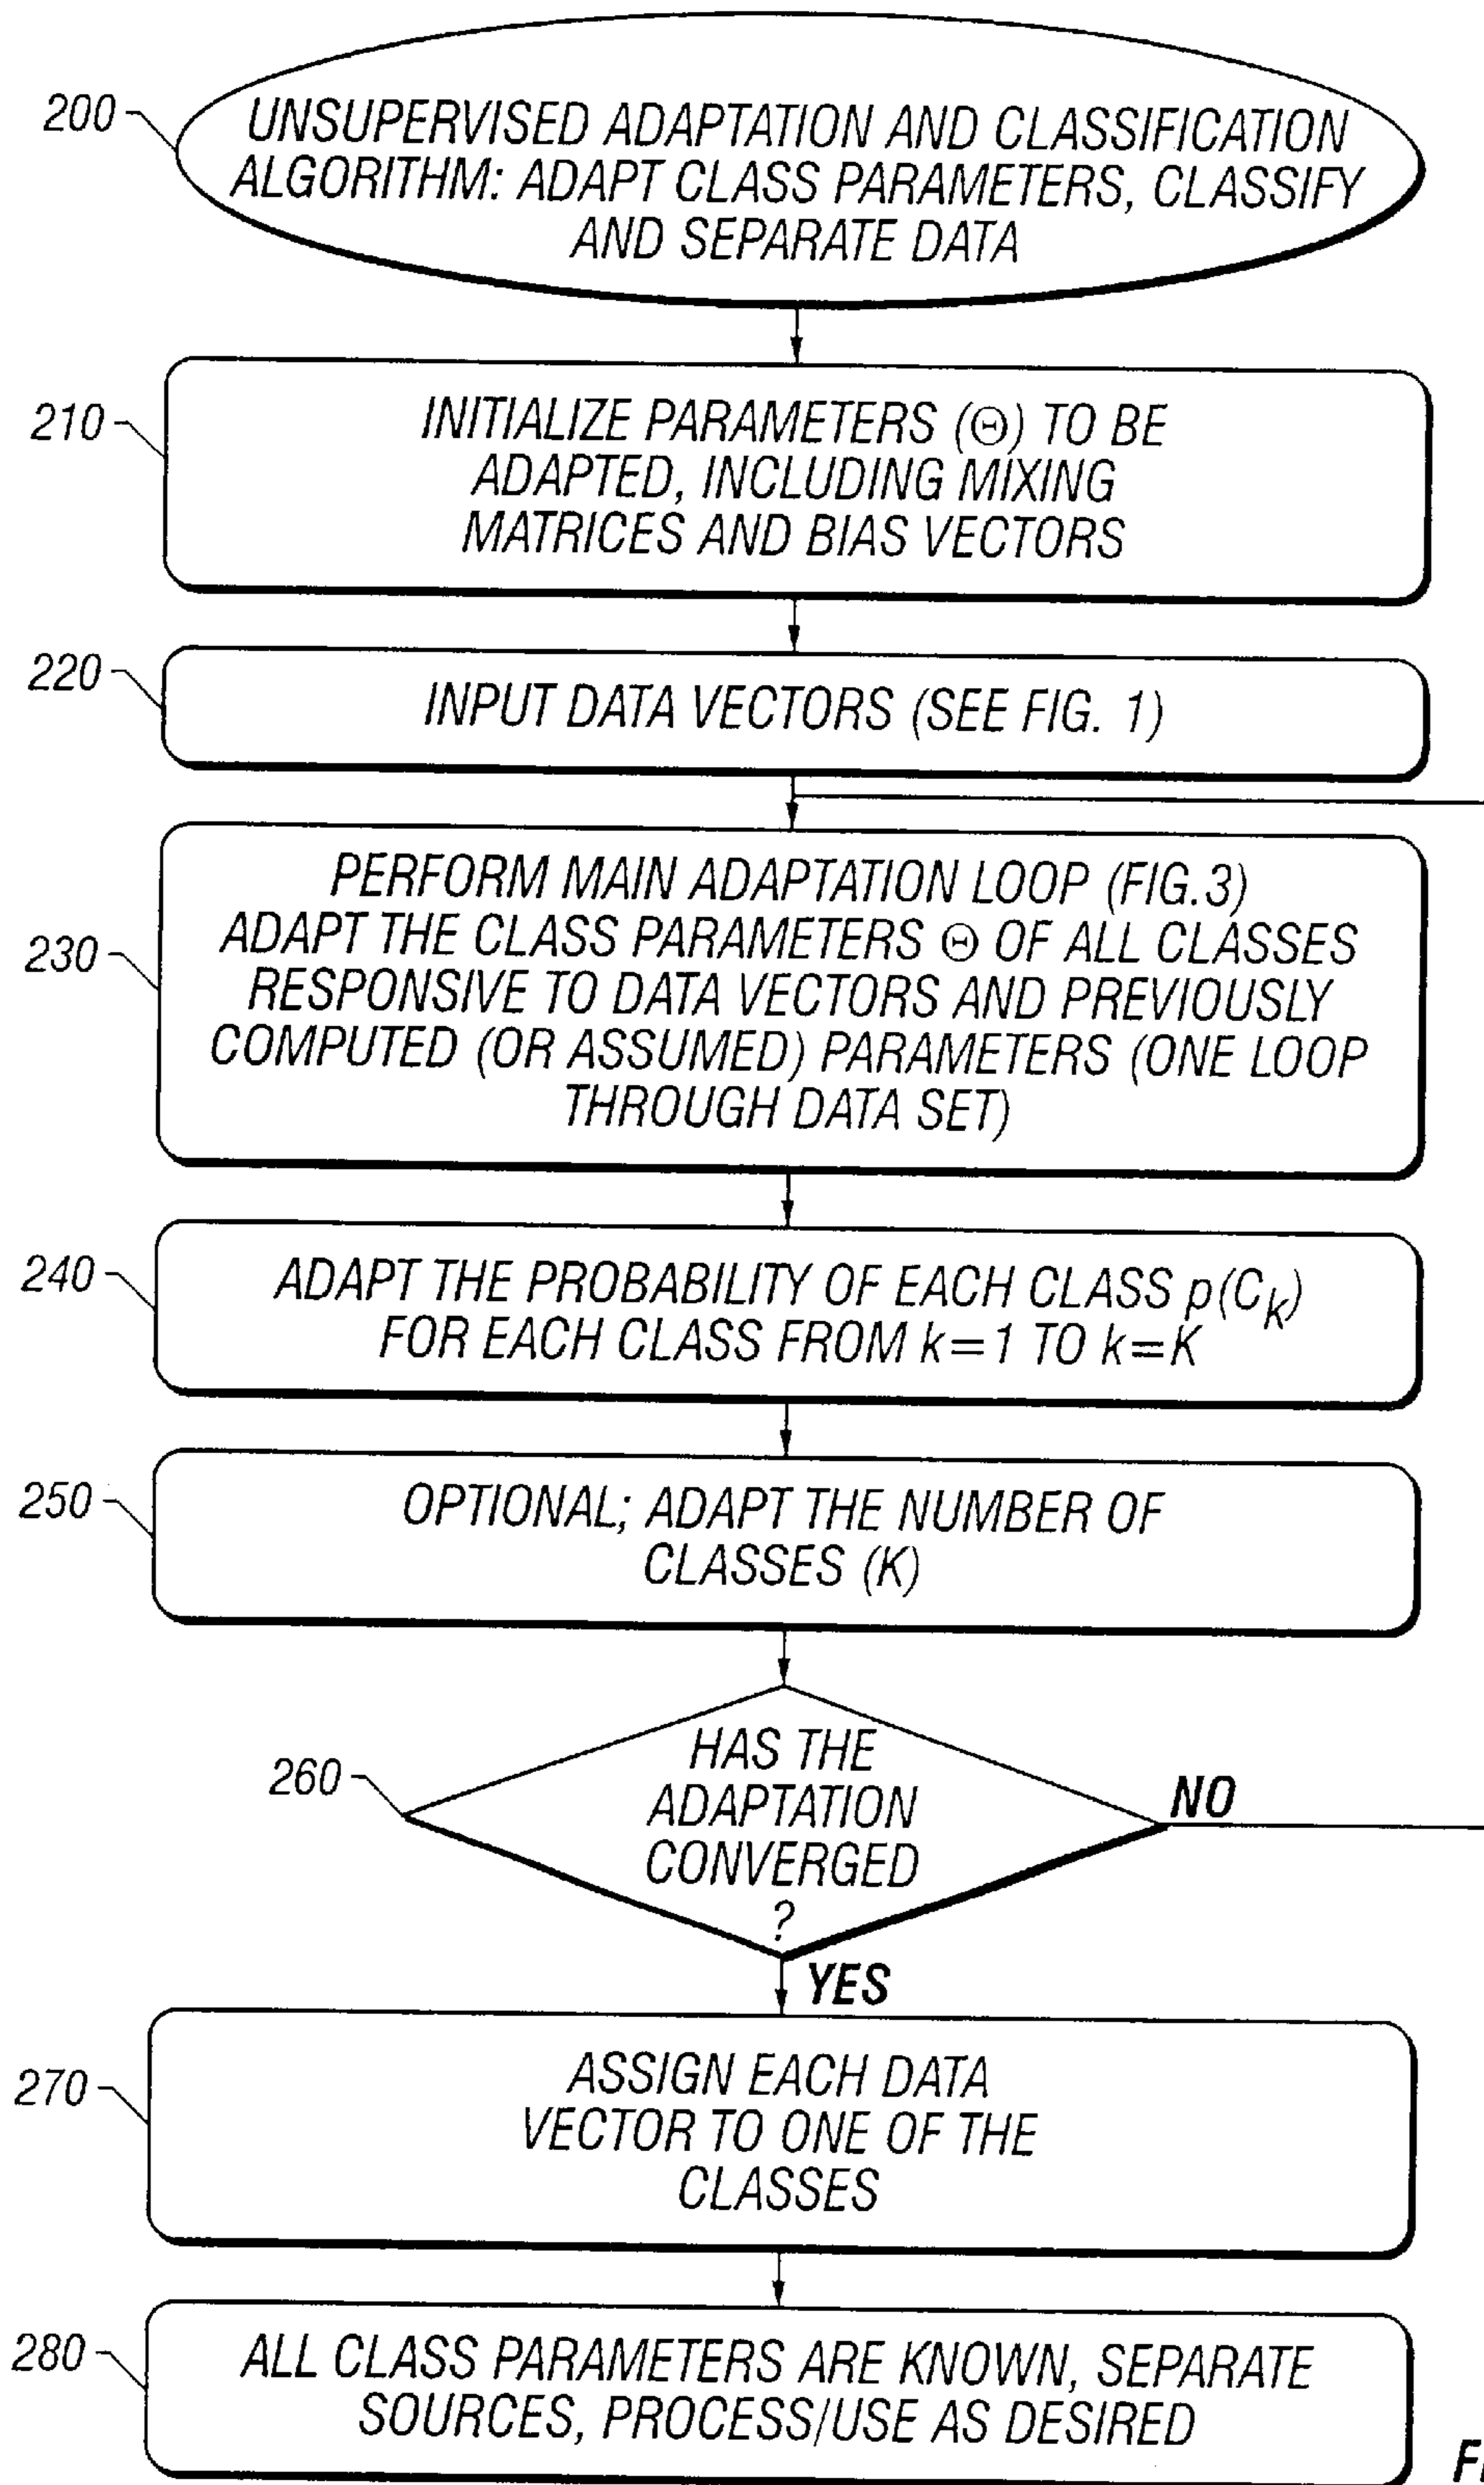 200
UNSUPERVISED ADAPTATION AND CLASSIFICATION
ALGORITHM: ADAPT CLASS PARAMETERS, CLASSIFY
AND SEPARATE DATA
210
INITIALIZE PARAMETERS (Θ) TO BE
ADAPTED, INCLUDING MIXING
MATRICES AND BIAS VECTORS
220
INPUT DATA VECTORS (SEE FIG. 1)
230
PERFORM MAIN ADAPTATION LOOP (FIG.3)
ADAPT THE CLASS PARAMETERS Θ OF ALL CLASSES
RESPONSIVE TO DATA VECTORS AND PREVIOUSLY
COMPUTED (OR ASSUMED) PARAMETERS (ONE LOOP
THROUGH DATA SET)
240
ADAPT THE PROBABILITY OF EACH CLASS p(C_k)
FOR EACH CLASS FROM k=1 TO k=K
250
OPTIONAL; ADAPT THE NUMBER OF
CLASSES (K)
260
HAS THE
ADAPTATION
CONVERGED
?
NO
YES
270
ASSIGN EACH DATA
VECTOR TO ONE OF THE
CLASSES
280
ALL CLASS PARAMETERS ARE KNOWN, SEPARATE
SOURCES, PROCESS/USE AS DESIRED